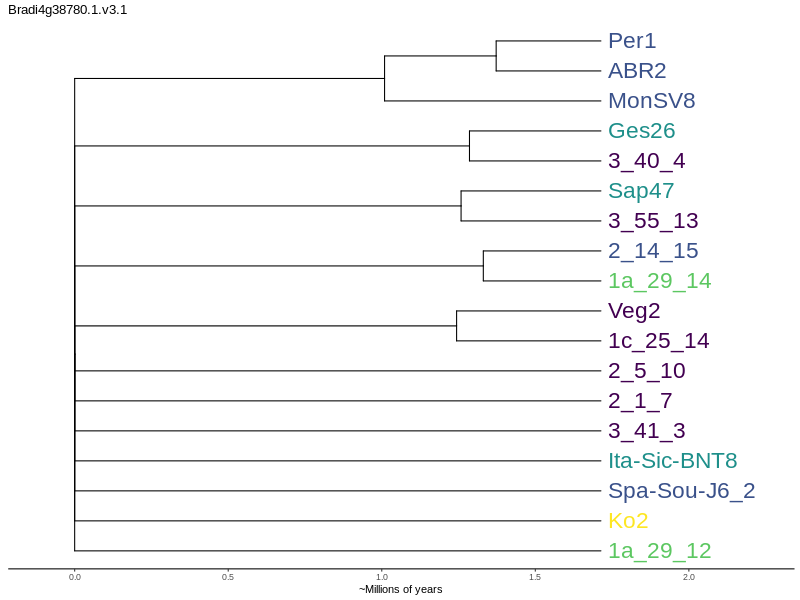 Bradi4g38780.1.v3.1
Per1
ABR2
MonSV8
Ges26
3_40_4
Sap47
3_55_13
2_14_15
1a_29_14
Veg2
1c_25_14
2_5_10
2_1_7
3_41_3
Ita-Sic-BNT8
Spa-Sou-J6_2
Ko2
1a_29_12
0.0 0.5 1.0 1.5 2.0
~Millions of years